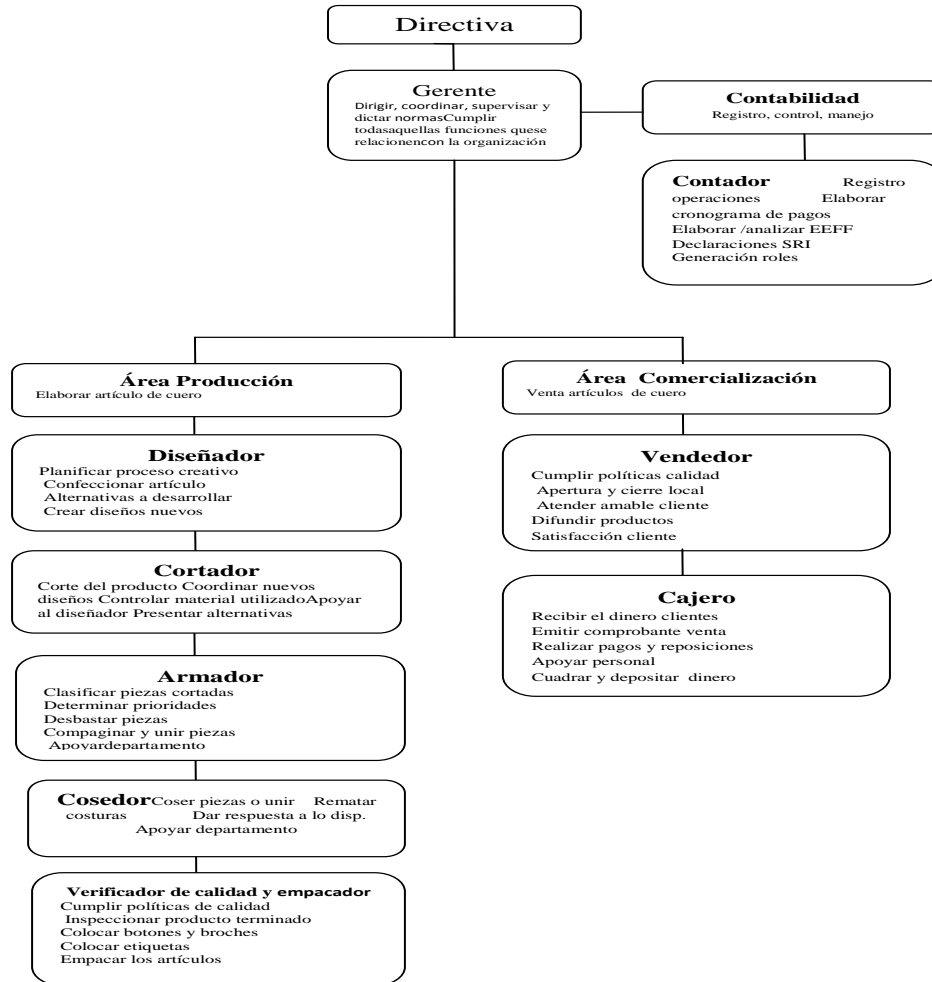 Directiva
Gerente
Dirigir, coordinar, supervisar y
dictar normasCumplir
todasaquellas funciones quese
relacionencon la organización
Contabilidad
Registro, control, manejo
Contador Registro
operaciones Elaborar
cronograma de pagos
Elaborar /analizar EEFF
Declaraciones SRI
Generación roles
Área Producción
Elaborar artículo de cuero
Diseñador
Planificar proceso creativo
Confeccionar artículo
Alternativas a desarrollar
Crear diseños nuevos
Cortador
Corte del producto Coordinar nuevos
diseños Controlar material utilizadoApoyar
al diseñador Presentar alternativas
Armador
Clasificar piezas cortadas
Determinar prioridades
Desbastar piezas
Compaginar y unir piezas
Apoyardepartamento
CosedorCoser piezas o unir Rematar
costuras Dar respuesta a lo disp.
Apoyar departamento
Verificador de calidad y empacador
Cumplir políticas de calidad
Inspeccionar producto terminado
Colocar botones y broches
Colocar etiquetas
Empacar los artículos
Área Comercialización
Venta artículos de cuero
Vendedor
Cumplir políticas calidad
Apertura y cierre local
Atender amable cliente
Difundir productos
Satisfacción cliente
Cajero
Recibir el dinero clientes
Emitir comprobante venta
Realizar pagos y reposiciones
Apoyar personal
Cuadrar y depositar dinero